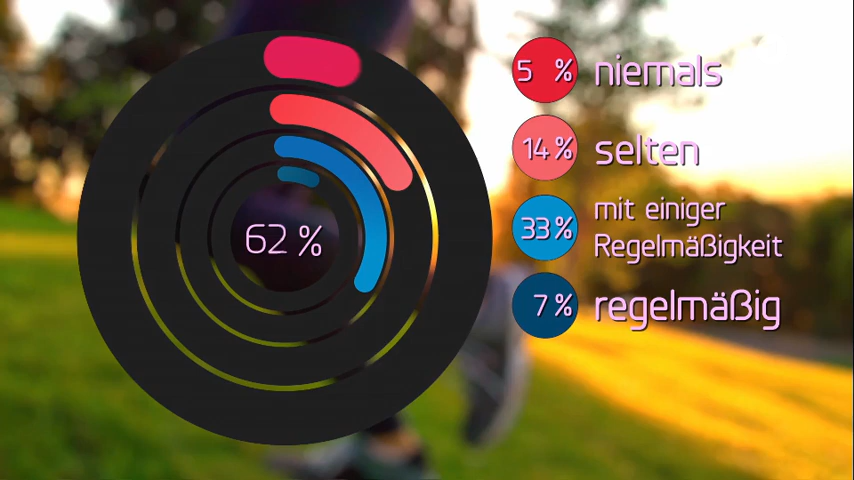 5 % niemals
14 % selten
33 % mit einiger
Regelmäßigkeit
62 %
7 % regelmäßig